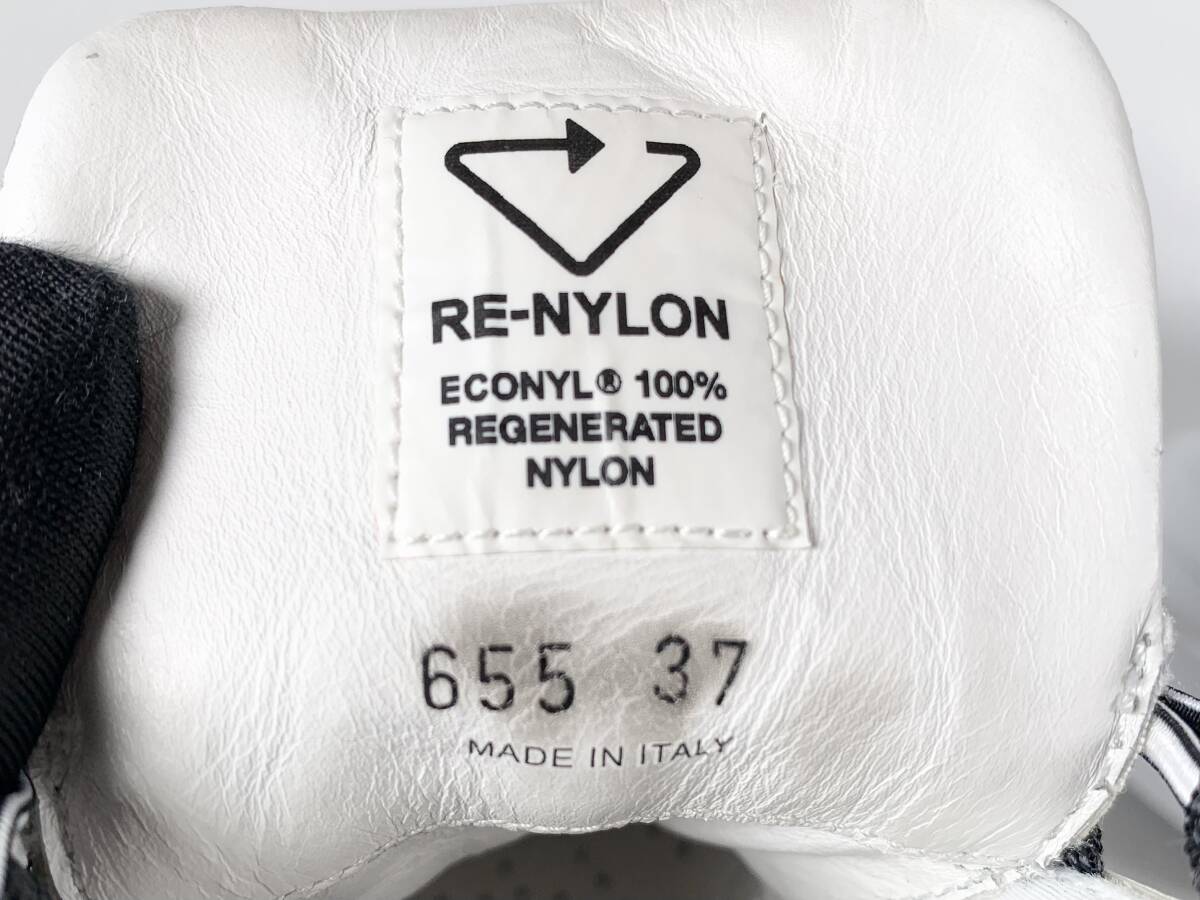 RE-NYLON
ECONYL® 100%
REGENERATED
NYLON
655 37
MADE IN ITALY